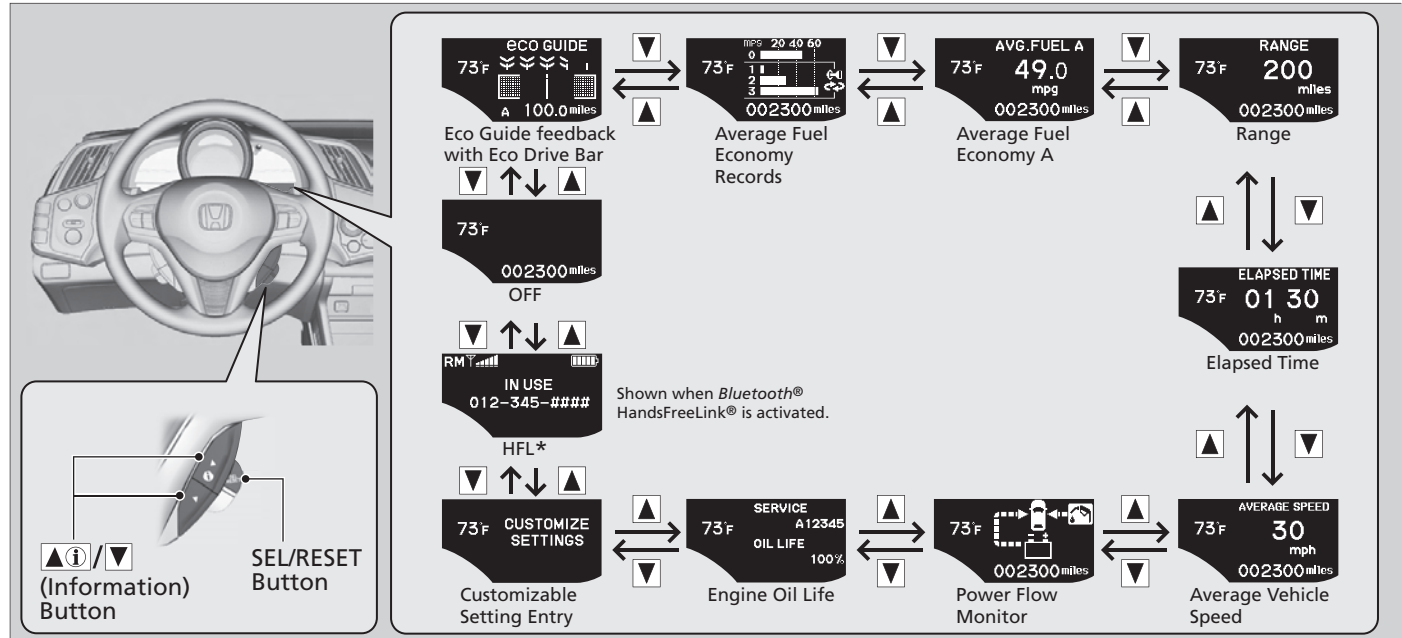 eco GUIDE
73°F
A 100.0 miles
Eco Guide feedback
with Eco Drive Bar
mpg 20 40 60
0
1
2
3
73°F
002300 miles
Average Fuel
Economy
Records
AVG.FUEL A
73°F 49.0
mpg
002300 miles
Average Fuel
Economy A
RANGE
73°F 200
miles
002300 miles
Range
73°F
002300 miles
OFF
ELAPSED TIME
73°F 01 30
h m
002300 miles
Elapsed Time
RM
IN USE
012-345-####
HFL*
Shown when Bluetooth®
HandsFreeLink® is activated.
73°F CUSTOMIZE
SETTINGS
Customizable
Setting Entry
SERVICE
A12345
73°F
OIL LIFE
100%
Engine Oil Life
73°F
002300 miles
Power Flow
Monitor
AVERAGE SPEED
73°F 30
mph
002300 miles
Average Vehicle
Speed
▲ⓘ/▼
(Information)
Button
SEL/RESET
Button